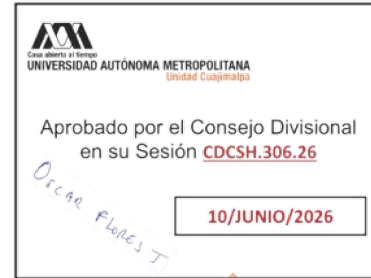 Casa abierta al tiempo
UNIVERSIDAD AUTÓNOMA METROPOLITANA
Unidad Cuajimalpa
Aprobado por el Consejo Divisional
en su Sesión CDCSH.306.26
OSCAR FLORES T
10/JUNIO/2026